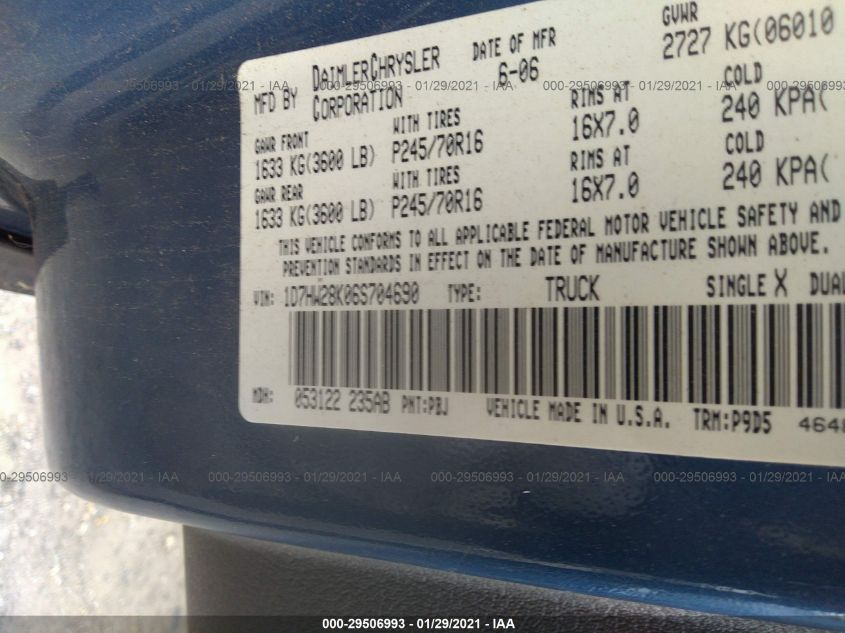 MFD BY DAIMLERCHRYSLER CORPORATION DATE OF MFR 6-06 GVWR 2727 KG(06010
GAWR FRONT WITH TIRES RIMS AT COLD
1633 KG(3600 LB) P245/70R16 16X7.0 240 KPA(
GAWR REAR WITH TIRES RIMS AT COLD
1633 KG(3600 LB) P245/70R16 16X7.0 240 KPA(
THIS VEHICLE CONFORMS TO ALL APPLICABLE FEDERAL MOTOR VEHICLE SAFETY AND
PREVENTION STANDARDS IN EFFECT ON THE DATE OF MANUFACTURE SHOWN ABOVE.
VIN: 1D7HW28K06S704690 TYPE: TRUCK SINGLE X DUAL
MDH: 053122 235AB PNT:PBJ VEHICLE MADE IN U.S.A. TRM:P9D5 464
000-29506993 - 01/29/2021 - IAA